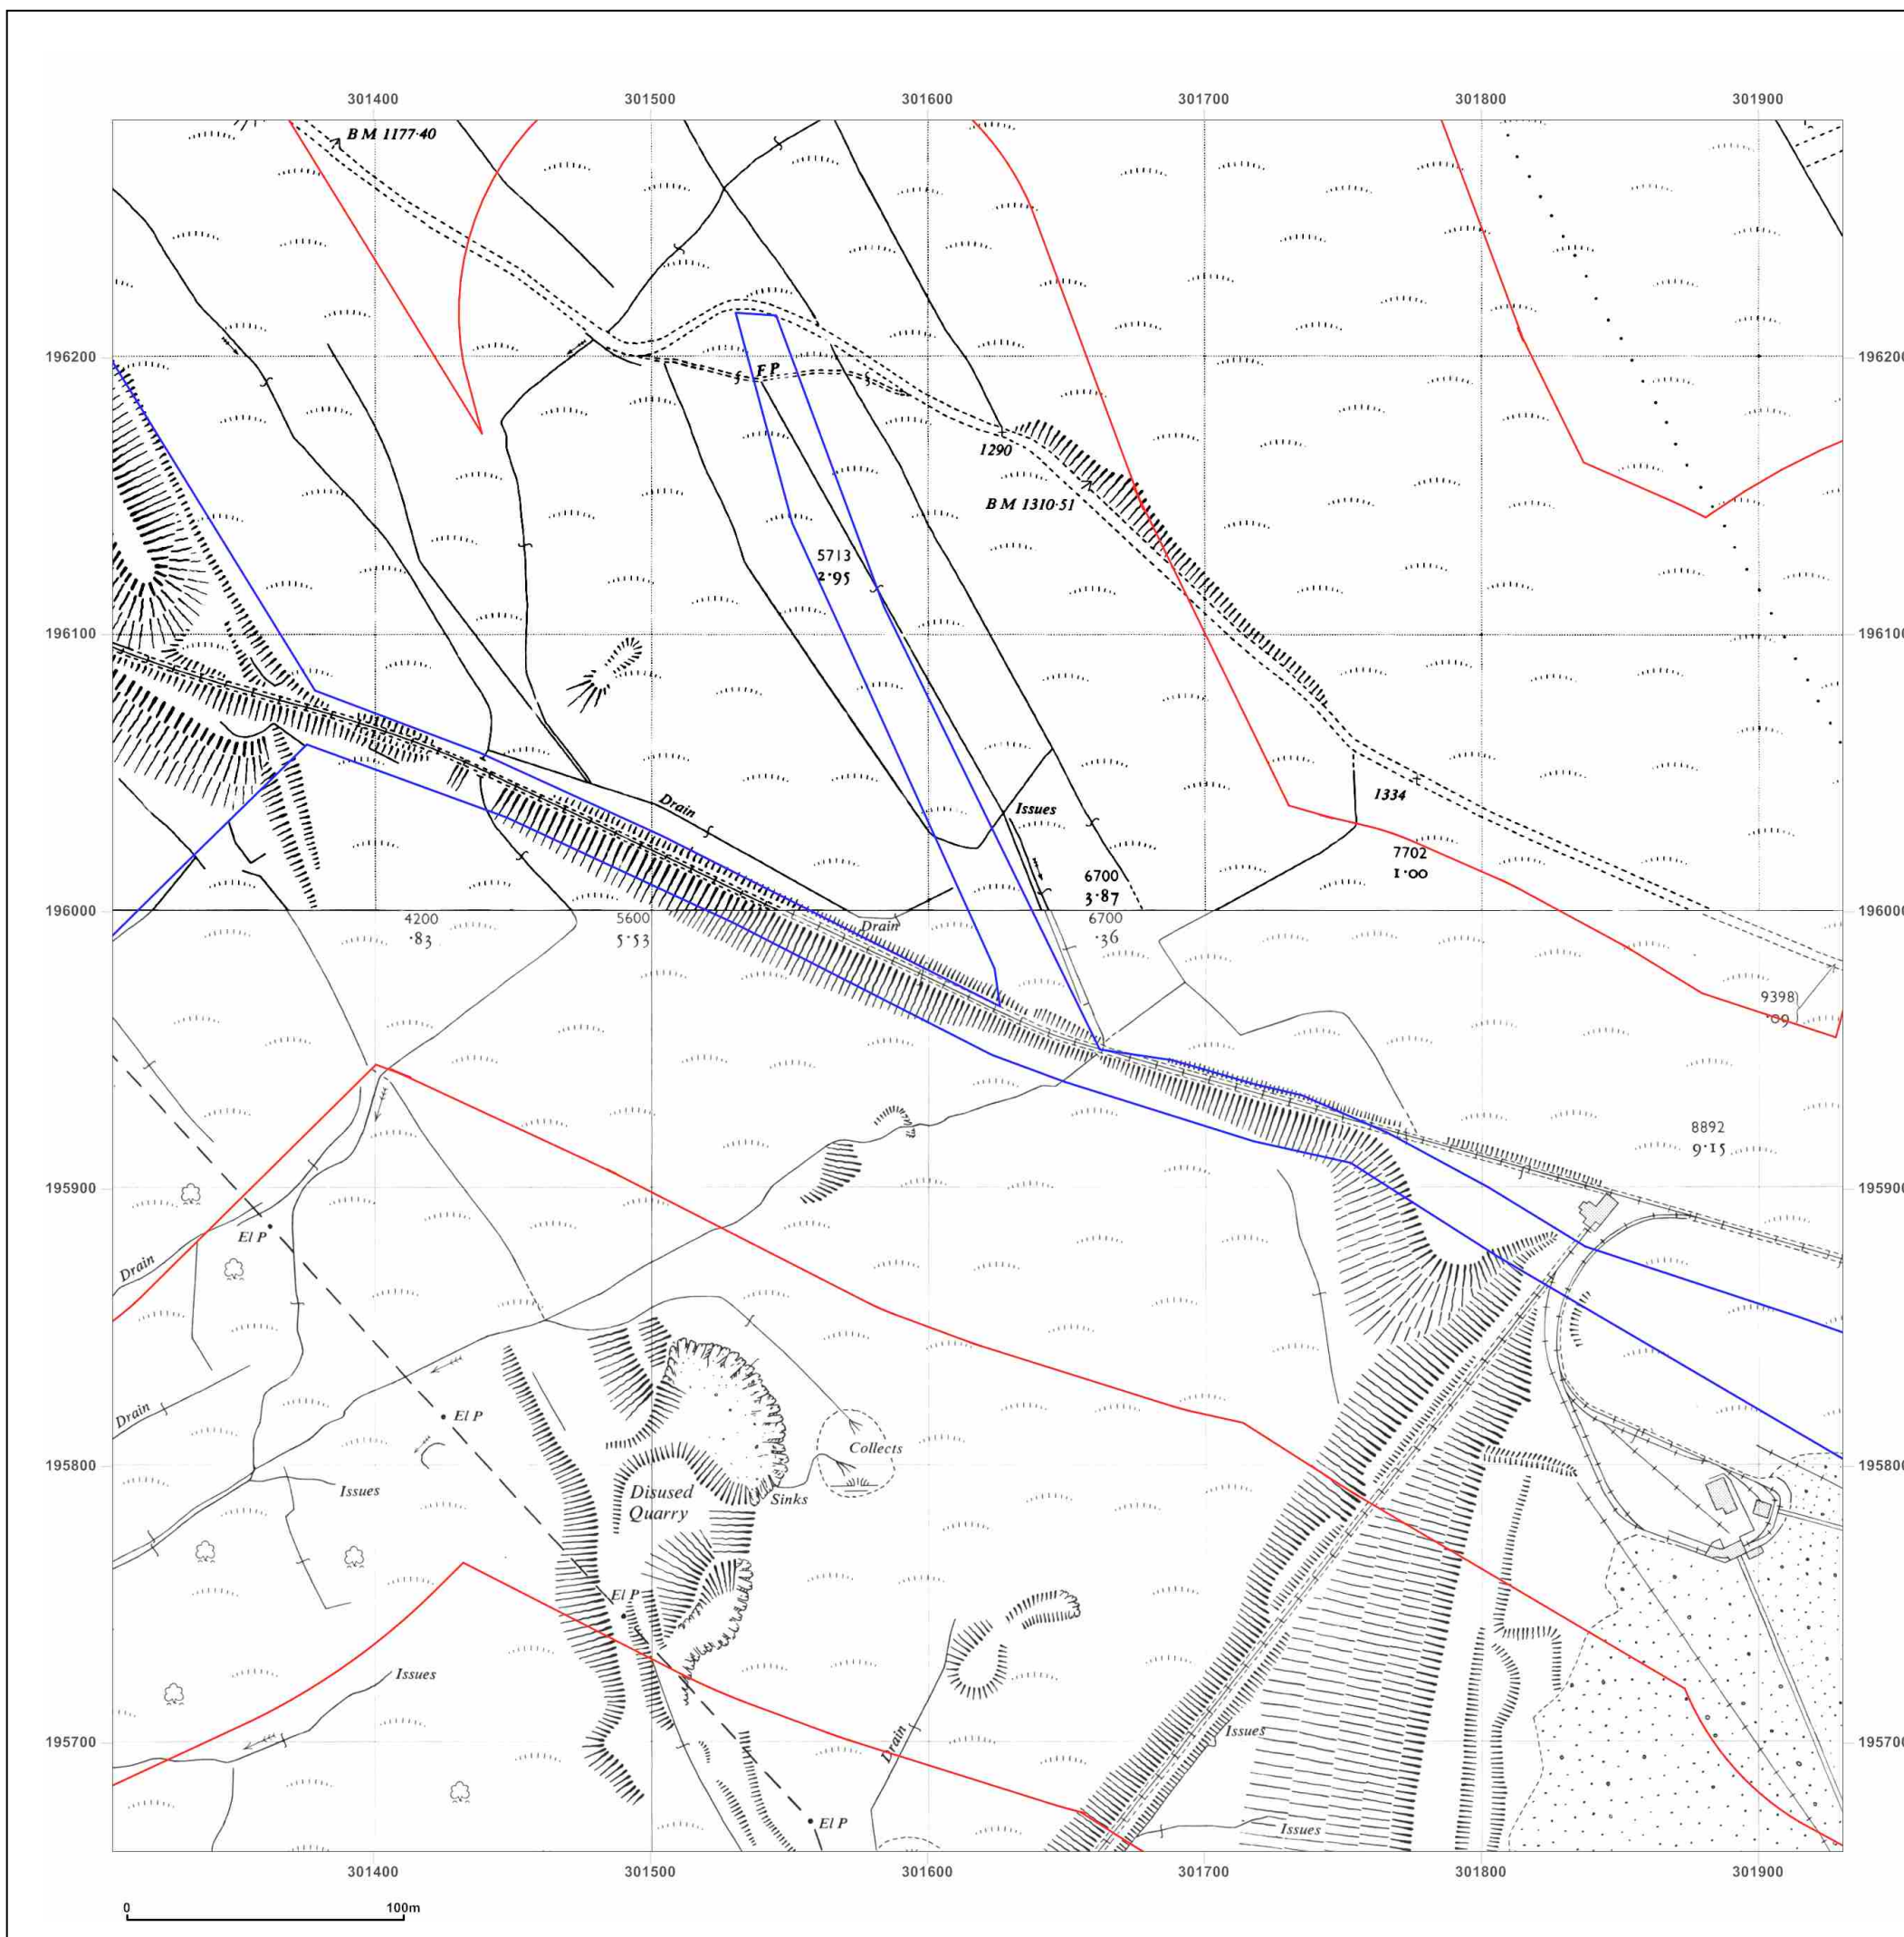 301400 301500 301600 301700 301800 301900
B M 1177·40
196200 196200
F P
1290
B M 1310·51
5713
2·95
196100 196100
1334
Drain
Issues
7702
1·00
6700
3·87
196000 196000
4200
·83
5600
5·53
6700
·36
Drain
9398
·09
8892
9·15
195900 195900
El P
Drain
El P
Drain
Collects
195800 195800
Issues
Disused
Quarry
Sinks
El P
Issues
195700 195700
Drain
Issues
El P
Issues
301400 301500 301600 301700 301800 301900
0 100m